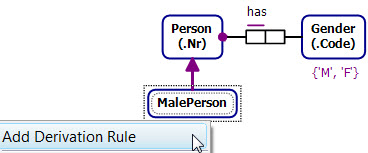 has
Person
(.Nr)
Gender
(.Code)
{'M', 'F'}
MalePerson
Add Derivation Rule